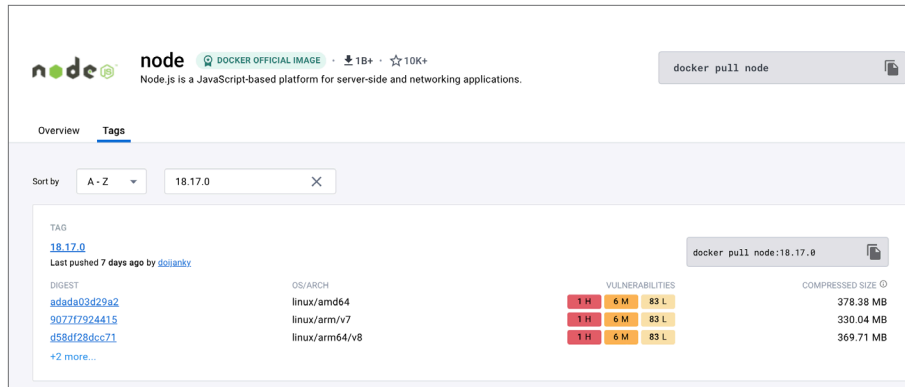 node
node DOCKER OFFICIAL IMAGE · 1B+ · 10K+
Node.js is a JavaScript-based platform for server-side and networking applications.
docker pull node
Overview Tags
Sort by A - Z 18.17.0
TAG
18.17.0
docker pull node:18.17.0
Last pushed 7 days ago by doijanky
DIGEST OS/ARCH VULNERABILITIES COMPRESSED SIZE
adada03d29a2 linux/amd64 1 H 6 M 83 L 378.38 MB
9077f7924415 linux/arm/v7 1 H 6 M 83 L 330.04 MB
d58df28dcc71 linux/arm64/v8 1 H 6 M 83 L 369.71 MB
+2 more...